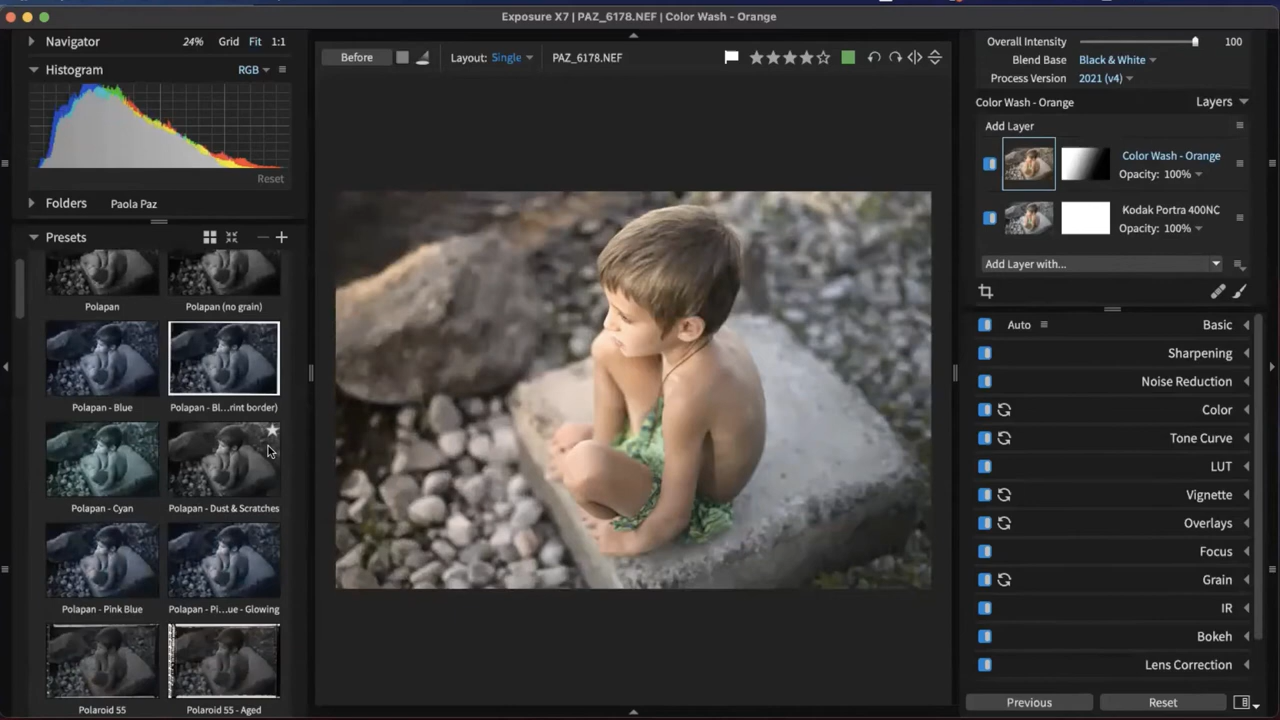 Exposure X7 | PAZ_6178.NEF | Color Wash - Orange
Navigator 24% Grid Fit 1:1
Histogram RGB
Reset
Folders Paola Paz
Presets
Polapan Polapan (no grain)
Polapan - Blue Polapan - Bl...rint border)
Polapan - Cyan Polapan - Dust & Scratches
Polapan - Pink Blue Polapan - Pi...ue - Glowing
Polaroid 55 Polaroid 55 - Aged
Before Layout: Single PAZ_6178.NEF
Overall Intensity 100
Blend Base Black & White
Process Version 2021 (v4)
Color Wash - Orange Layers
Add Layer
Color Wash - Orange
Opacity: 100%
Kodak Portra 400NC
Opacity: 100%
Add Layer with...
Auto Basic
Sharpening
Noise Reduction
Color
Tone Curve
LUT
Vignette
Overlays
Focus
Grain
IR
Bokeh
Lens Correction
Previous Reset